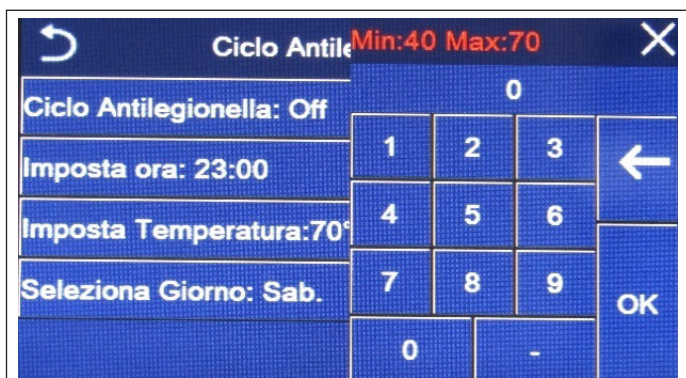 Ciclo Antile
Min:40 Max:70
Ciclo Antilegionella: Off
0
Imposta ora: 23:00
1 2 3
Imposta Temperatura:70°
4 5 6
Seleziona Giorno: Sab.
7 8 9
OK
0 -